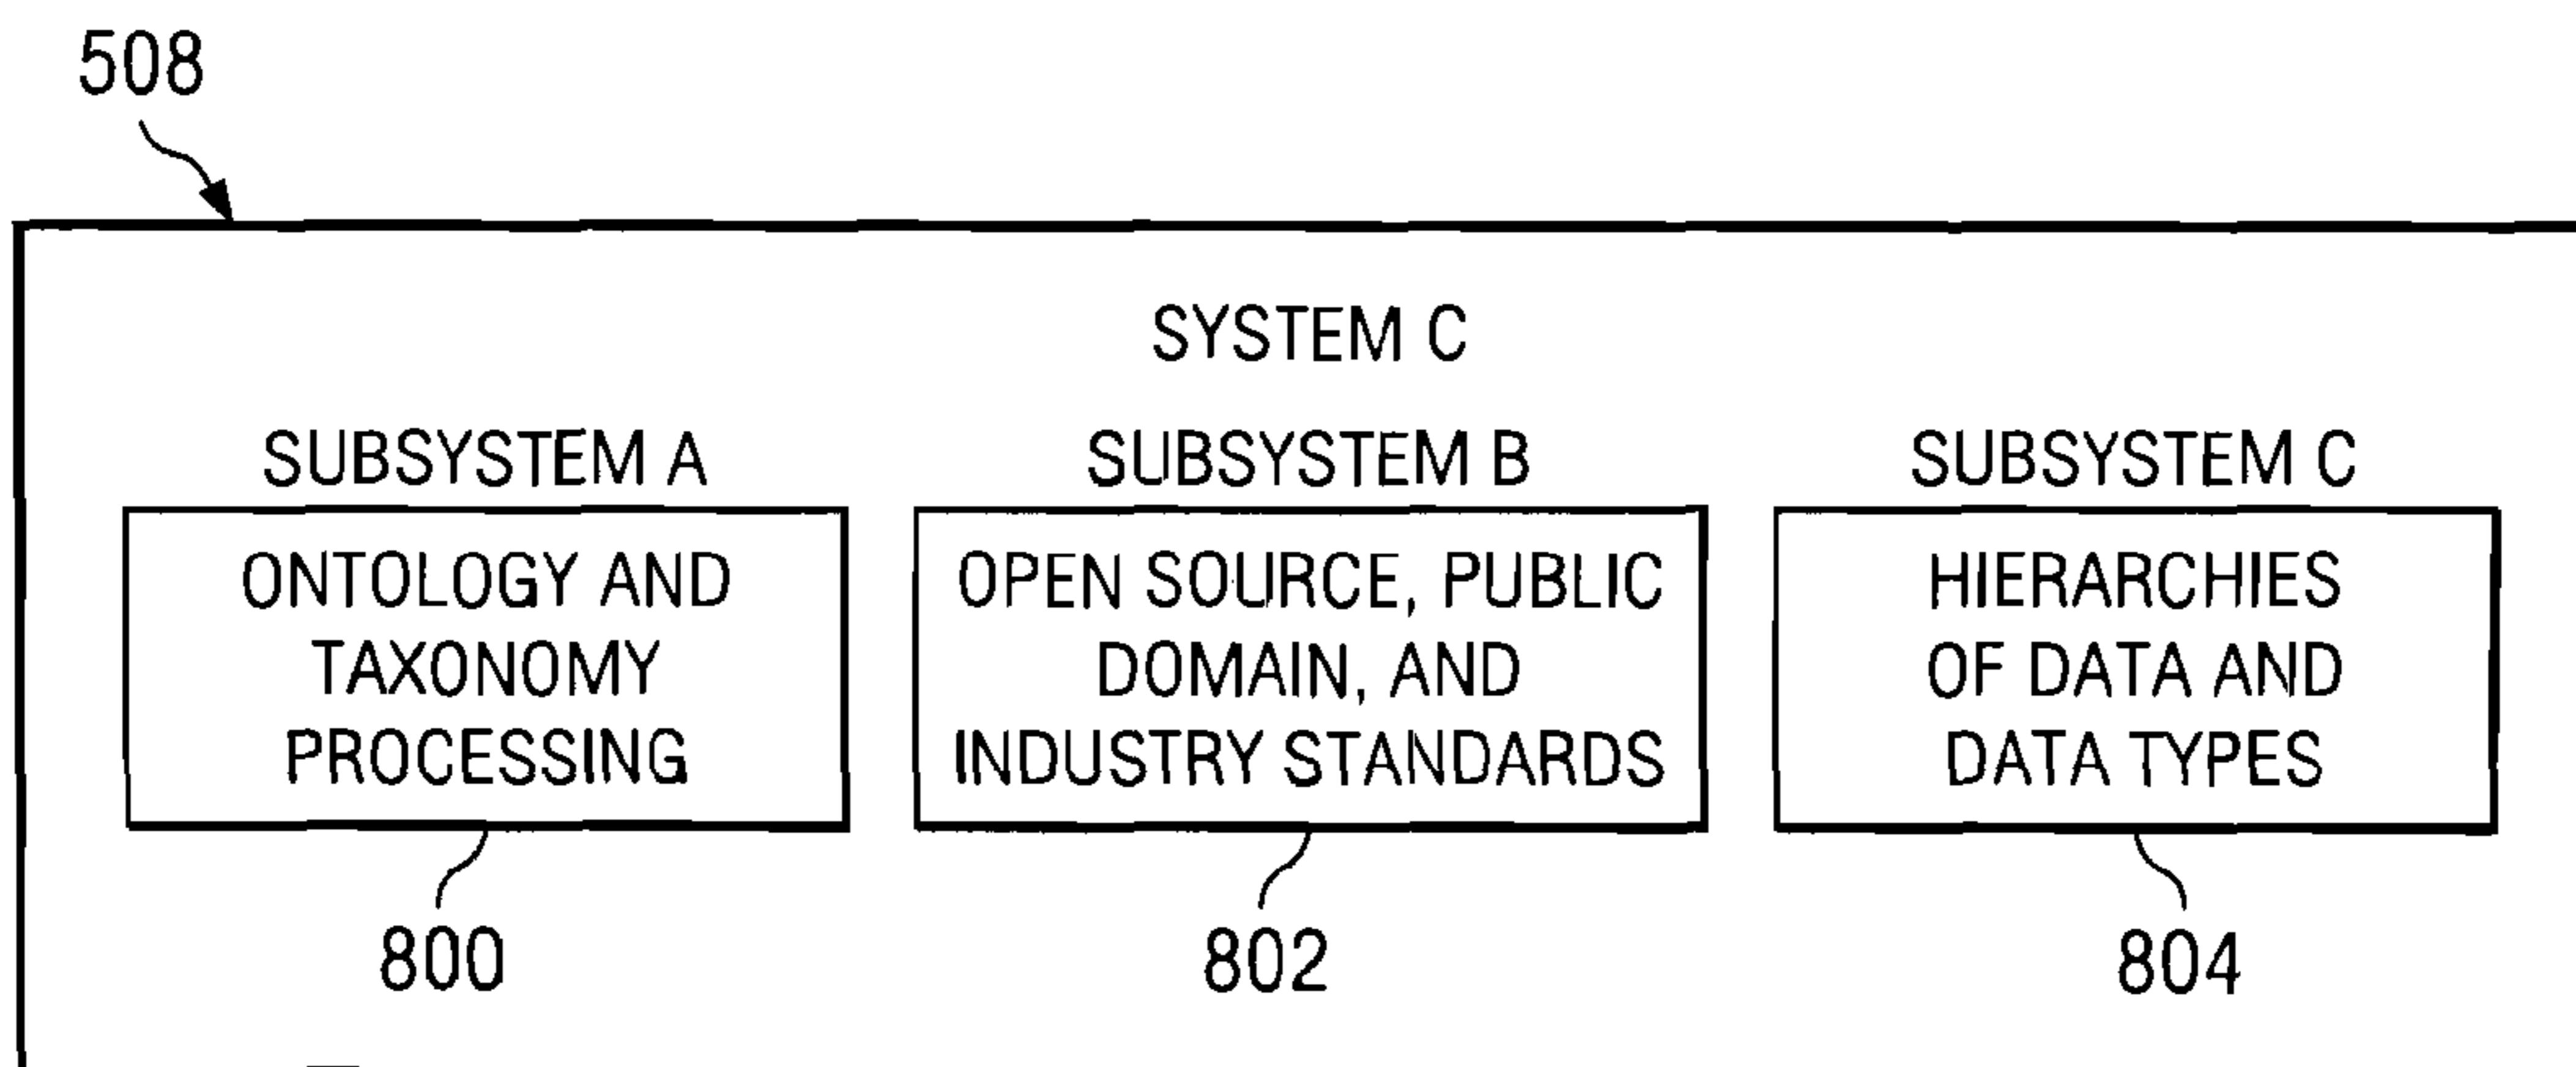 508
SYSTEM C
SUBSYSTEM A
ONTOLOGY AND
TAXONOMY
PROCESSING
800
SUBSYSTEM B
OPEN SOURCE, PUBLIC
DOMAIN, AND
INDUSTRY STANDARDS
802
SUBSYSTEM C
HIERARCHIES
OF DATA AND
DATA TYPES
804